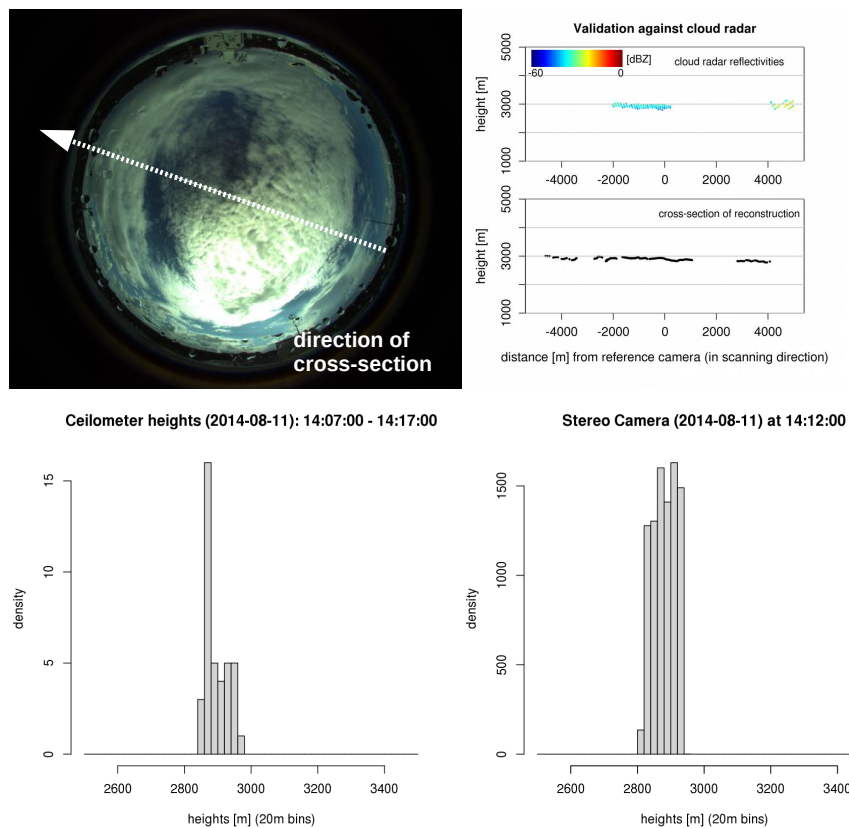 direction of
cross-section
Validation against cloud radar
height [m]
1000
3000
5000
-60
0
[dBZ]
cloud radar reflectivities
-4000 -2000 0 2000 4000
height [m]
1000
3000
5000
cross-section of reconstruction
-4000 -2000 0 2000 4000
distance [m] from reference camera (in scanning direction)
Ceilometer heights (2014-08-11): 14:07:00 - 14:17:00
density
0
5
10
15
2600 2800 3000 3200 3400
heights [m] (20m bins)
Stereo Camera (2014-08-11) at 14:12:00
density
0
500
1000
1500
2600 2800 3000 3200 3400
heights [m] (20m bins)